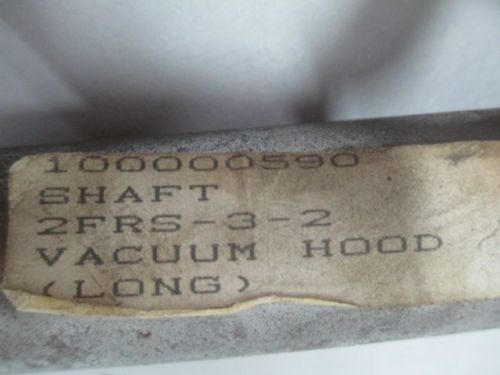 100000590
SHAFT
2FRS-3-2
VACUUM HOOD
(LONG)